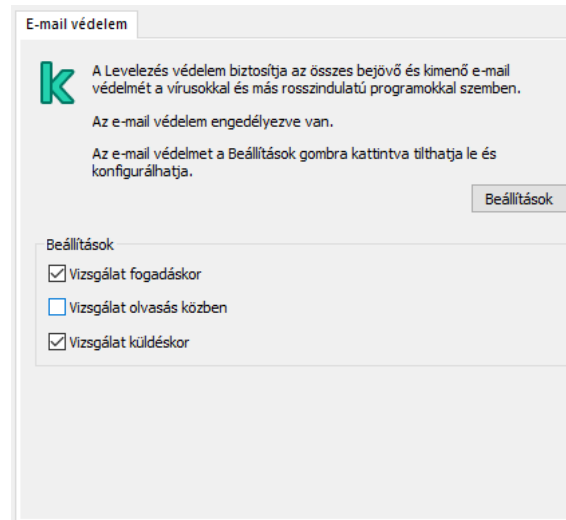 E-mail védelem
A Levelezés védelem biztosítja az összes bejövő és kimenő e-mail
védelmét a vírusokkal és más rosszindulatú programokkal szemben.
Az e-mail védelem engedélyezve van.
Az e-mail védelmet a Beállítások gombra kattintva tilthatja le és
konfigurálhatja.
Beállítások
Beállítások
Vizsgálat fogadáskor
Vizsgálat olvasás közben
Vizsgálat küldéskor